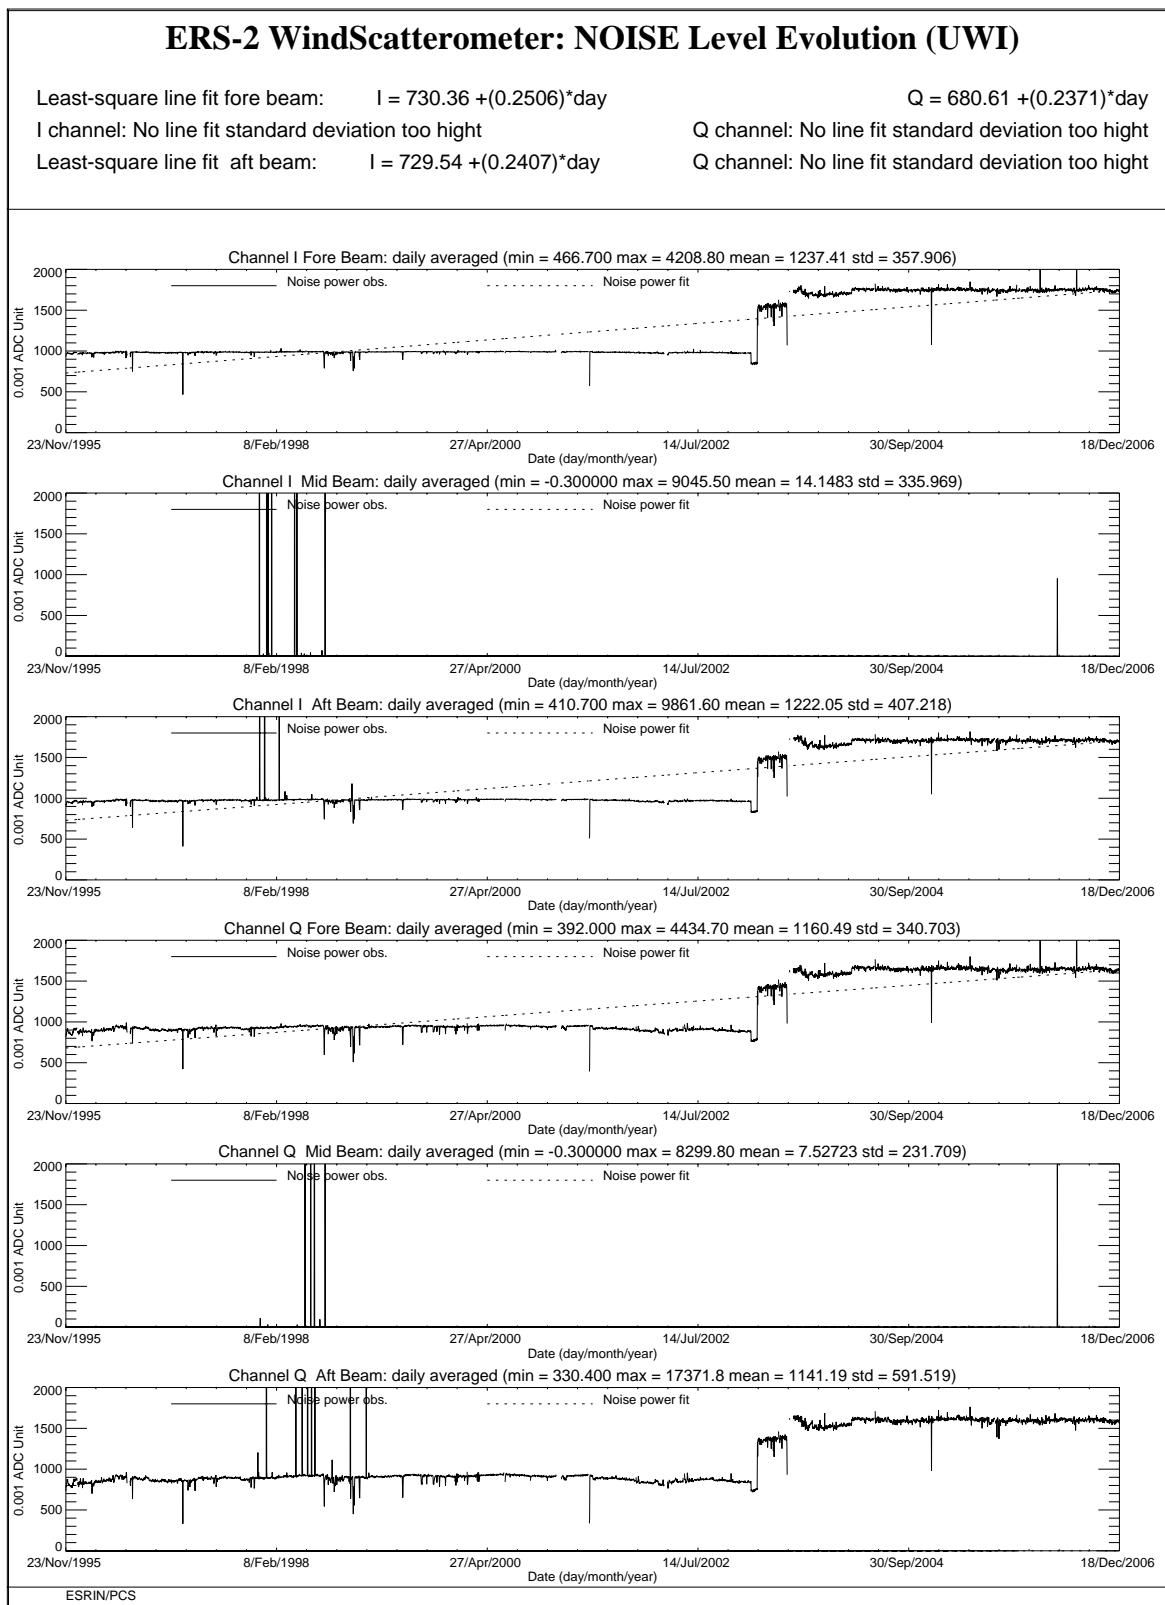 ERS-2 WindScatterometer: NOISE Level Evolution (UWI)
Least-square line fit fore beam: I = 730.36 +(0.2506)*day Q = 680.61 +(0.2371)*day
I channel: No line fit standard deviation too hight Q channel: No line fit standard deviation too hight
Least-square line fit aft beam: I = 729.54 +(0.2407)*day Q channel: No line fit standard deviation too hight
Channel I Fore Beam: daily averaged (min = 466.700 max = 4208.80 mean = 1237.41 std = 357.906)
Noise power obs. Noise power fit
2000
1500
1000
500
0
0.001 ADC Unit
23/Nov/1995 8/Feb/1998 27/Apr/2000 14/Jul/2002 30/Sep/2004 18/Dec/2006
Date (day/month/year)
Channel I Mid Beam: daily averaged (min = -0.300000 max = 9045.50 mean = 14.1483 std = 335.969)
Noise power obs. Noise power fit
2000
1500
1000
500
0
0.001 ADC Unit
23/Nov/1995 8/Feb/1998 27/Apr/2000 14/Jul/2002 30/Sep/2004 18/Dec/2006
Date (day/month/year)
Channel I Aft Beam: daily averaged (min = 410.700 max = 9861.60 mean = 1222.05 std = 407.218)
Noise power obs. Noise power fit
2000
1500
1000
500
0
0.001 ADC Unit
23/Nov/1995 8/Feb/1998 27/Apr/2000 14/Jul/2002 30/Sep/2004 18/Dec/2006
Date (day/month/year)
Channel Q Fore Beam: daily averaged (min = 392.000 max = 4434.70 mean = 1160.49 std = 340.703)
Noise power obs. Noise power fit
2000
1500
1000
500
0
0.001 ADC Unit
23/Nov/1995 8/Feb/1998 27/Apr/2000 14/Jul/2002 30/Sep/2004 18/Dec/2006
Date (day/month/year)
Channel Q Mid Beam: daily averaged (min = -0.300000 max = 8299.80 mean = 7.52723 std = 231.709)
Noise power obs. Noise power fit
2000
1500
1000
500
0
0.001 ADC Unit
23/Nov/1995 8/Feb/1998 27/Apr/2000 14/Jul/2002 30/Sep/2004 18/Dec/2006
Date (day/month/year)
Channel Q Aft Beam: daily averaged (min = 330.400 max = 17371.8 mean = 1141.19 std = 591.519)
Noise power obs. Noise power fit
2000
1500
1000
500
0
0.001 ADC Unit
23/Nov/1995 8/Feb/1998 27/Apr/2000 14/Jul/2002 30/Sep/2004 18/Dec/2006
Date (day/month/year)
ESRIN/PCS